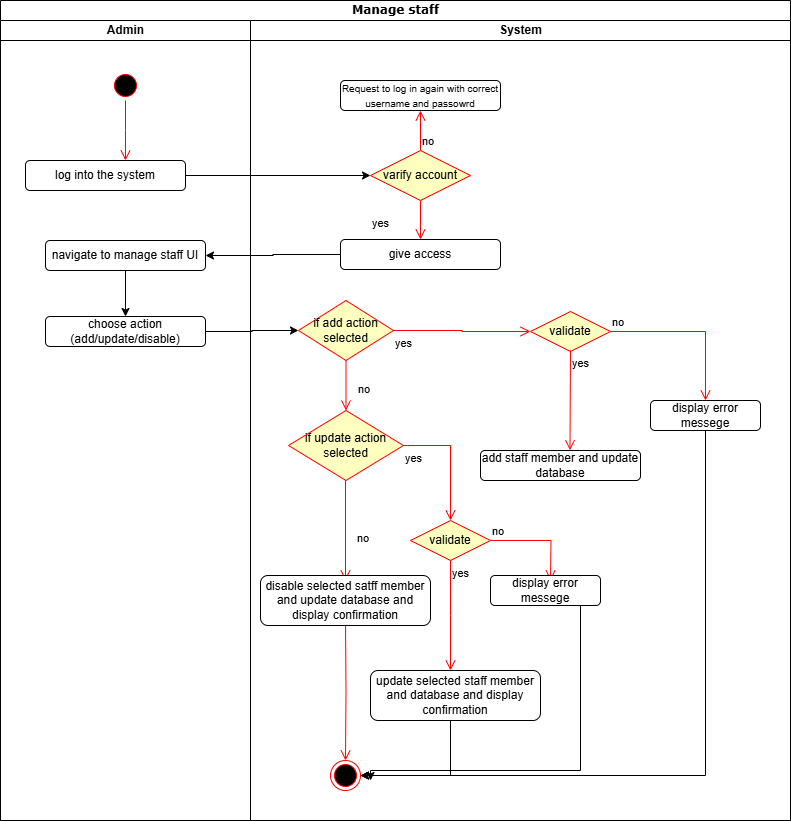 Manage staff
Admin
System
Request to log in again with correct
username and passowrd
no
log into the system
varify account
yes
navigate to manage staff UI
give access
choose action
(add/update/disable)
if add action
selected
yes
validate
no
yes
no
display error
messege
if update action
selected
yes
add staff member and update
database
no
validate
no
yes
disable selected satff member
and update database and
display confirmation
display error
messege
update selected staff member
and database and display
confirmation